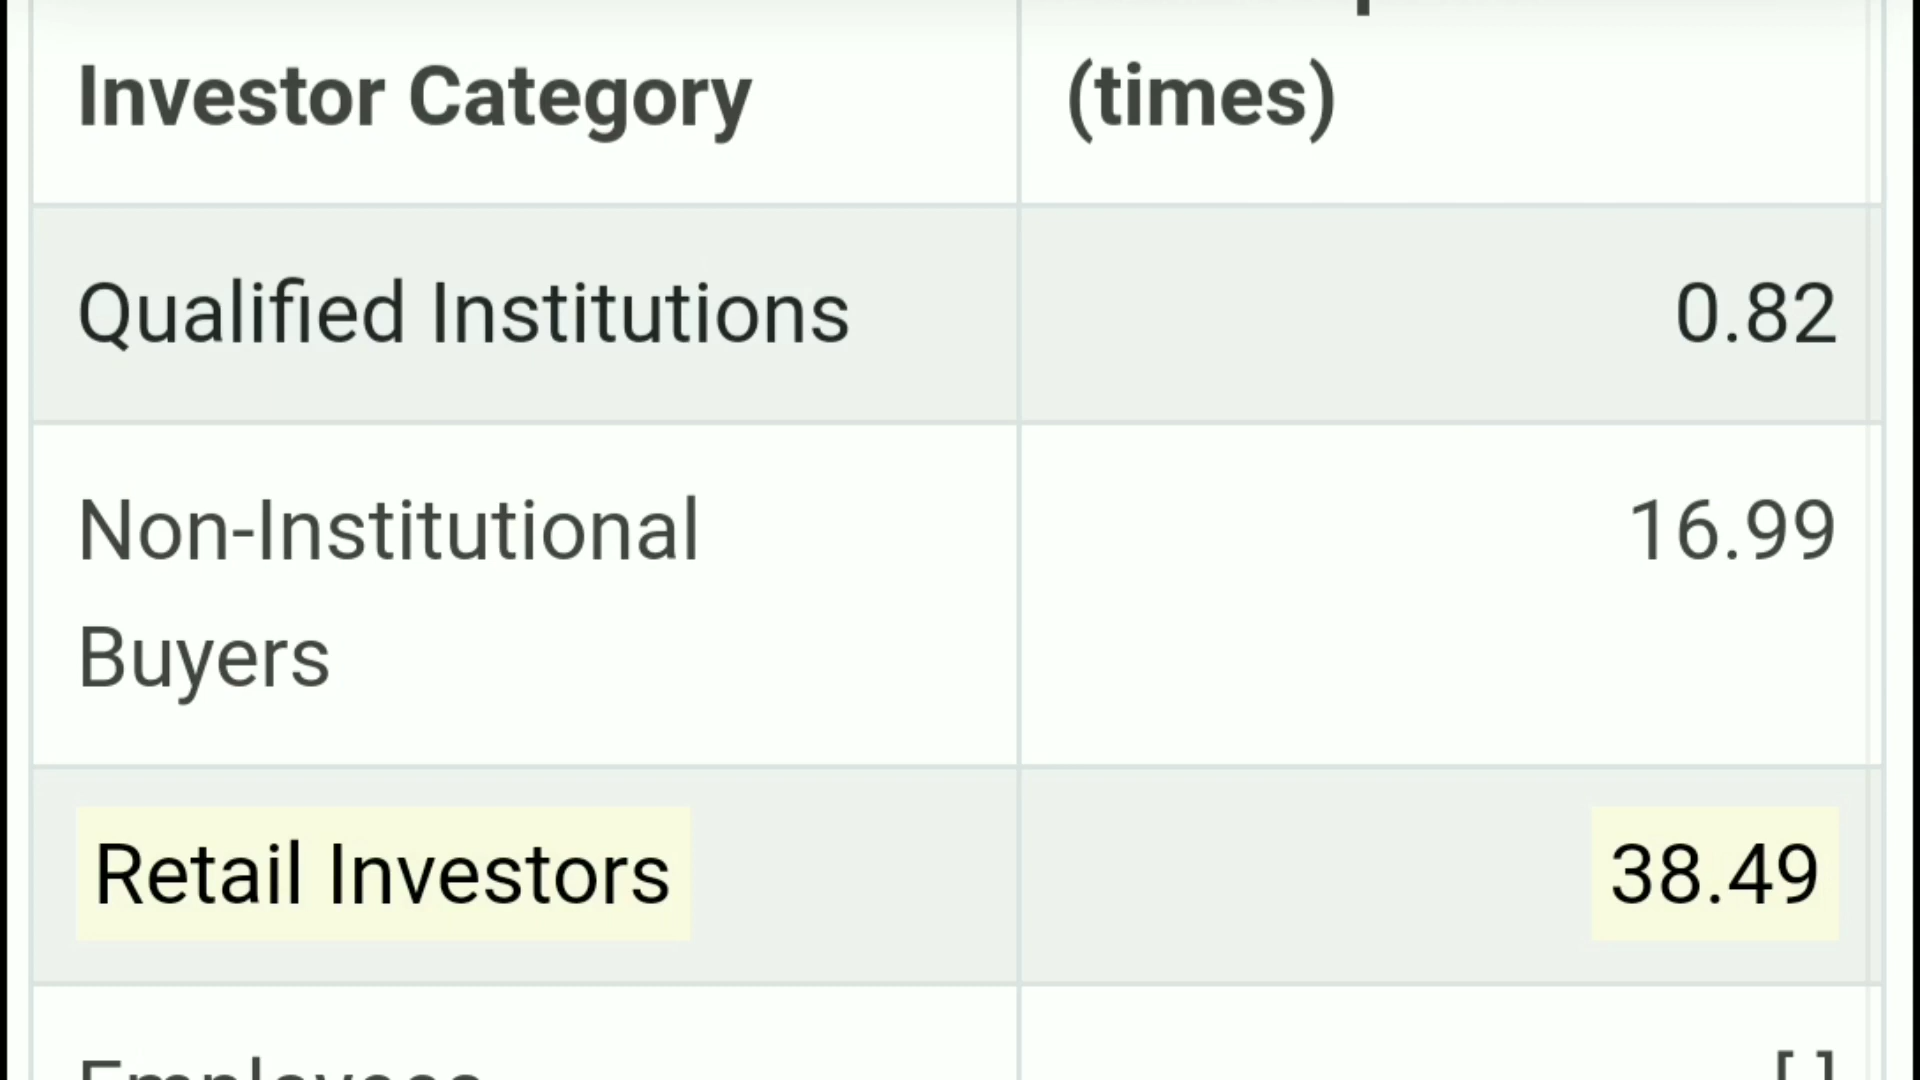 Investor Category
(times)
Qualified Institutions
0.82
Non-Institutional
16.99
Buyers
Retail Investors
38.49
[ ]